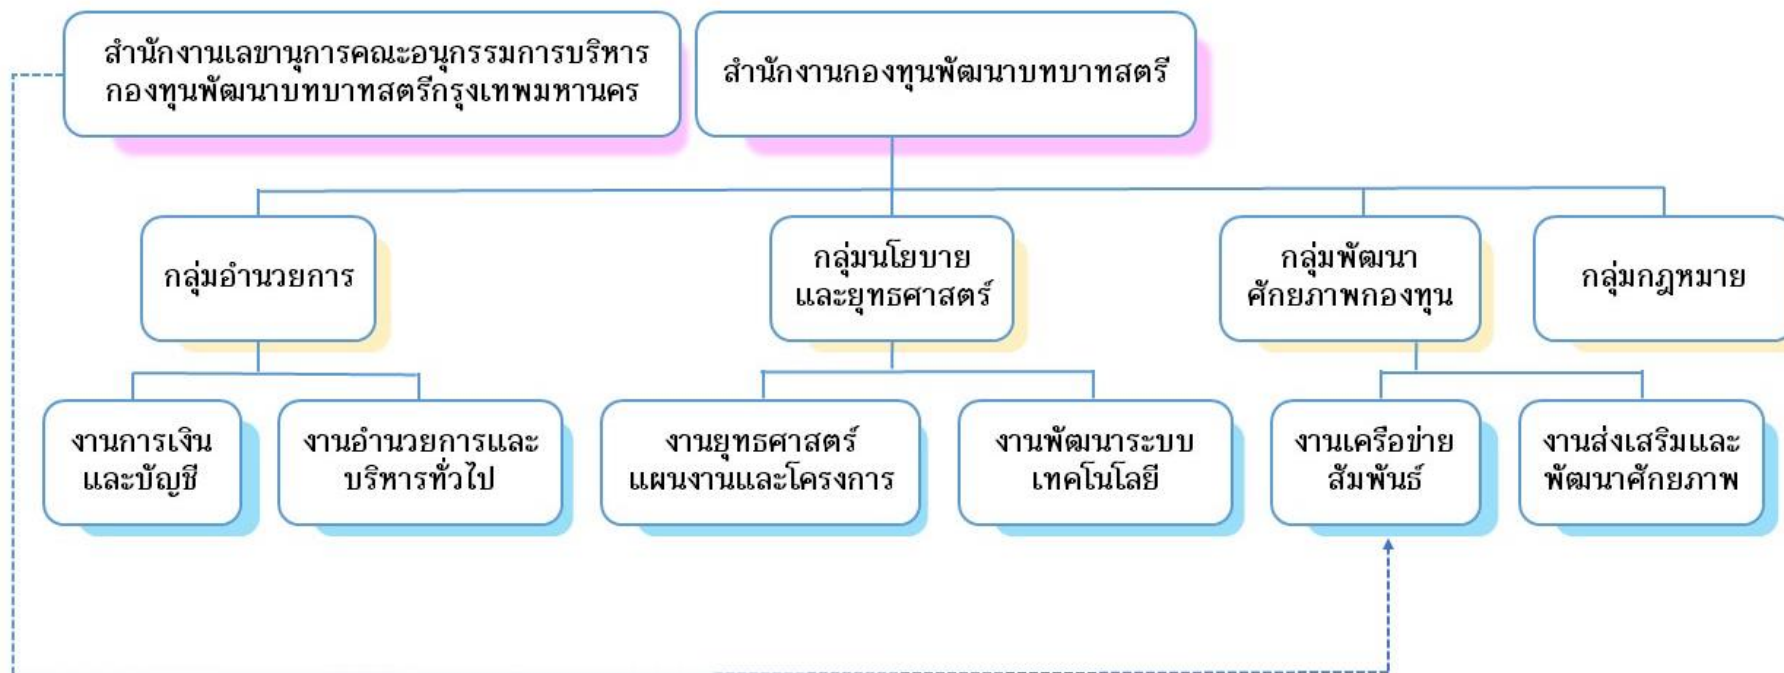 สำนักงานเลขานุการคณะอนุกรรมการบริหาร
กองทุนพัฒนาบทบาทสตรีกรุงเทพมหานคร
สำนักงานกองทุนพัฒนาบทบาทสตรี
กลุ่มอำนวยการ
กลุ่มนโยบาย
และยุทธศาสตร์
กลุ่มพัฒนา
ศักยภาพกองทุน
กลุ่มกฎหมาย
งานการเงิน
และบัญชี
งานอำนวยการและ
บริหารทั่วไป
งานยุทธศาสตร์
แผนงานและโครงการ
งานพัฒนาระบบ
เทคโนโลยี
งานเครือข่าย
สัมพันธ์
งานส่งเสริมและ
พัฒนาศักยภาพ